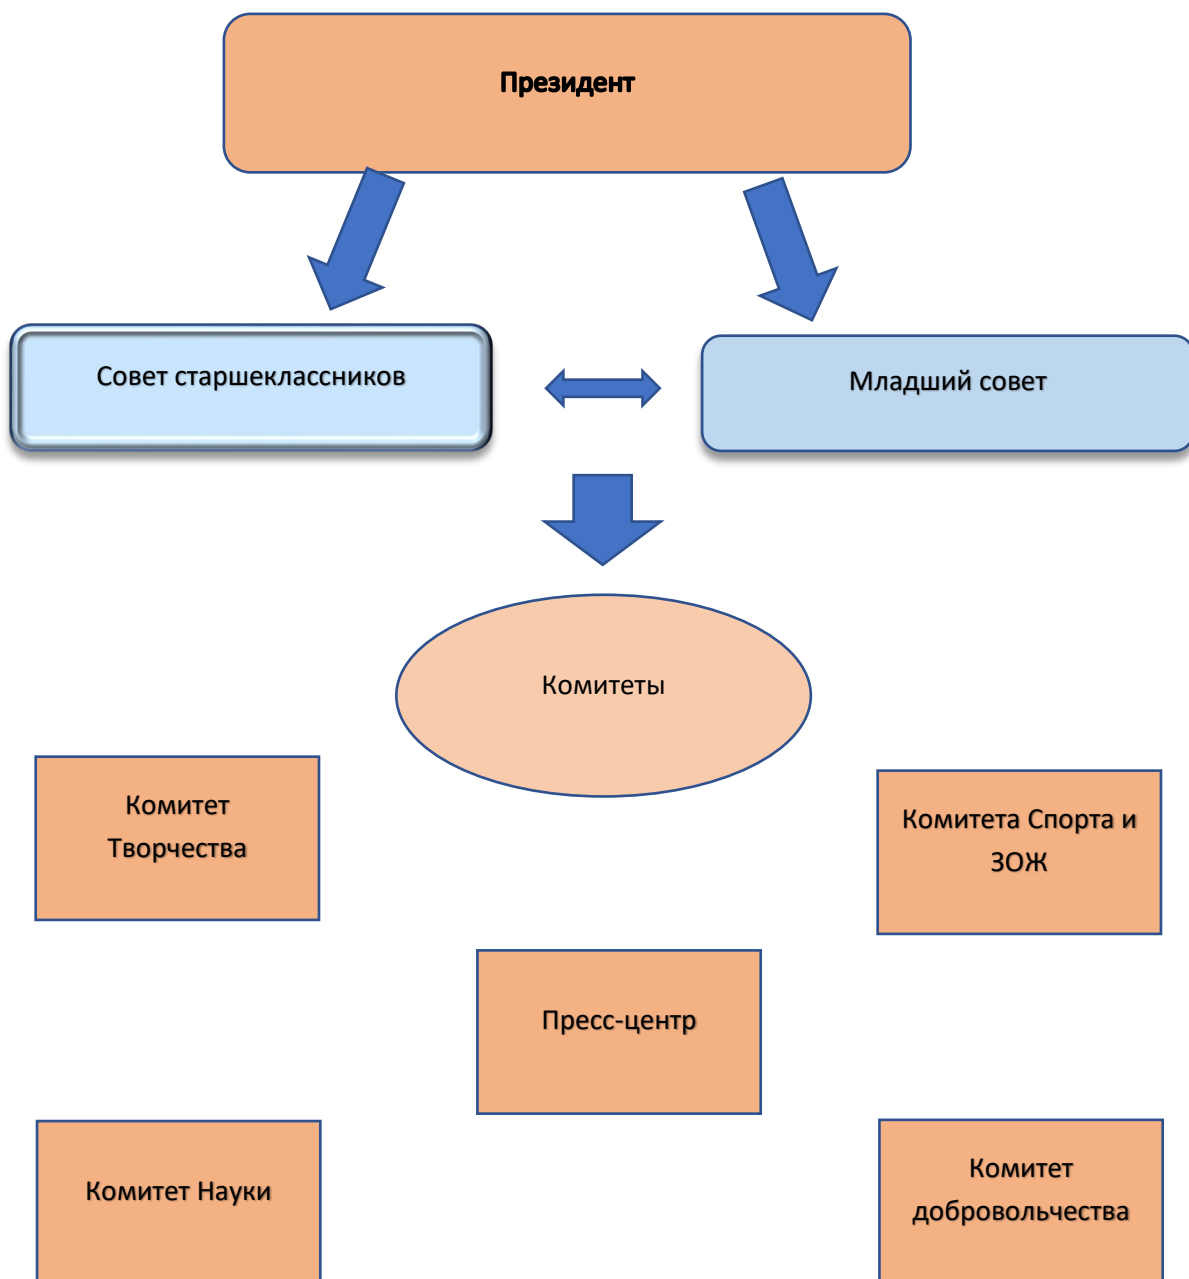 Президент
Совет старшеклассников
Младший совет
Комитеты
Комитет
Творчества
Комитета Спорта и
ЗОЖ
Пресс-центр
Комитет Науки
Комитет
добровольчества